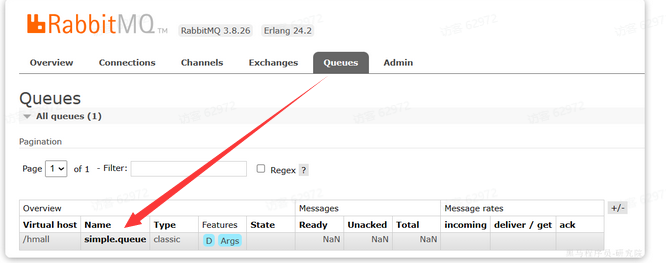 RabbitMQ TM RabbitMQ 3.8.26 Erlang 24.2
Overview Connections Channels Exchanges Queues Admin
Queues
All queues (1)
Pagination
Page 1 of 1 - Filter: Regex ?
Overview Messages Message rates +/-
Virtual host Name Type Features State Ready Unacked Total incoming deliver / get ack
/hmall simple.queue classic D Args NaN NaN NaN